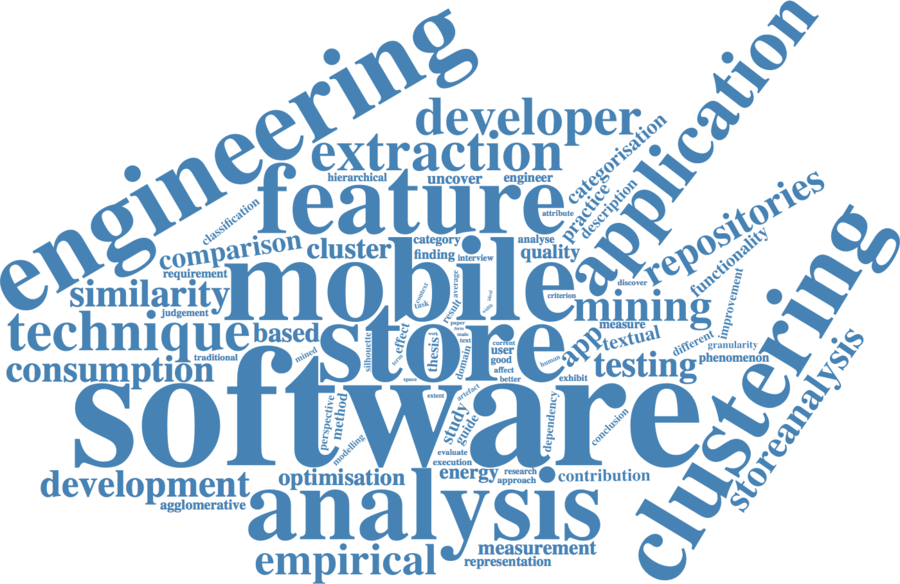 engineering
application
developer
extraction
categorisation
hierarchical
uncover
engineer
feature
practice
description
attribute
classification
repositories
comparison
cluster
category
analyse
finding
interview
quality
functionality
requirement
mobile
context
task
average
result
criterion
discover
improvement
similarity
judgement
mining
clustering
technique
based
store
effect
thesis
paper
text
domain
current
user
good
affect
better
human
app
measure
textual
different
granularity
phenomenon
traditional
mined
silhouette
consumption
space
exhibit
testing
storeanalysis
software
perspective
method
modelling
extent
artefact
study
guide
dependency
conclusion
evaluate
execution
development
optimisation
energy
research
approach
contribution
agglomerative
analysis
empirical
measurement
representation